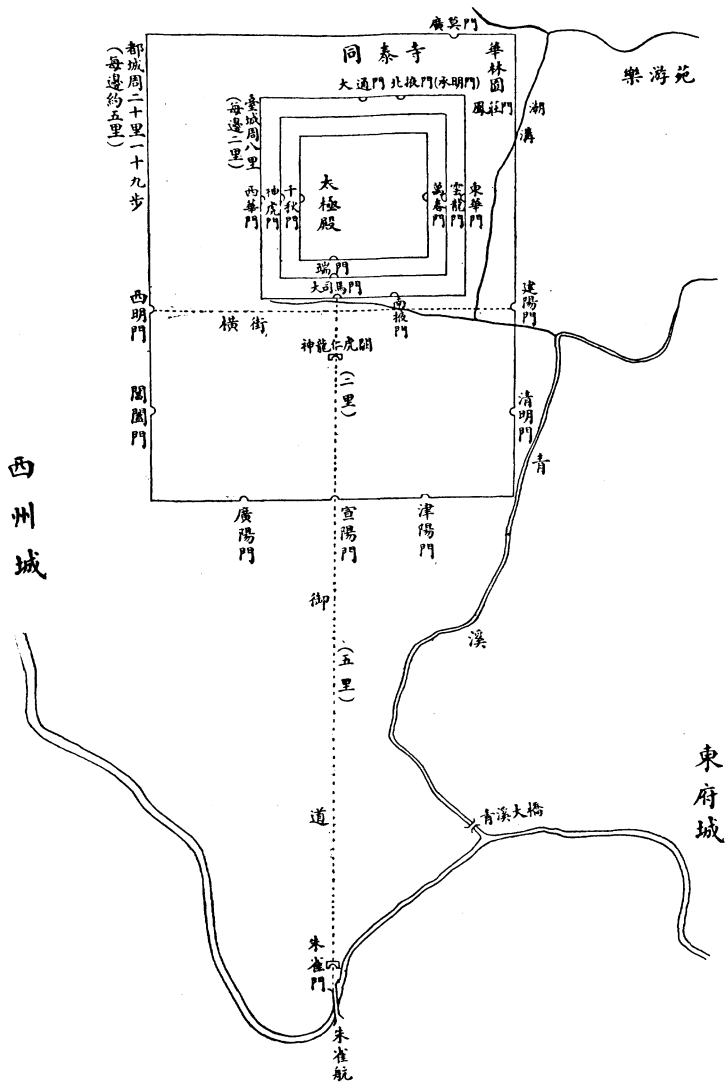 廣莫門
同泰寺
華林園
樂游苑
都城周二十里一十九步
(每邊約五里)
大通門
北掖門(承明門)
鳳莊門
潮溝
臺城周八里
(每邊二里)
太極殿
西華門
神虎門
千秋門
萬春門
雲龍門
東華門
瑞門
大司馬門
南掖門
西明門
橫街
建陽門
神龍仁虎闕
(二里)
閶闔門
清明門
西州城
廣陽門
宣陽門
津陽門
青溪
御道
(五里)
東府城
青溪大橋
朱雀門
朱雀航